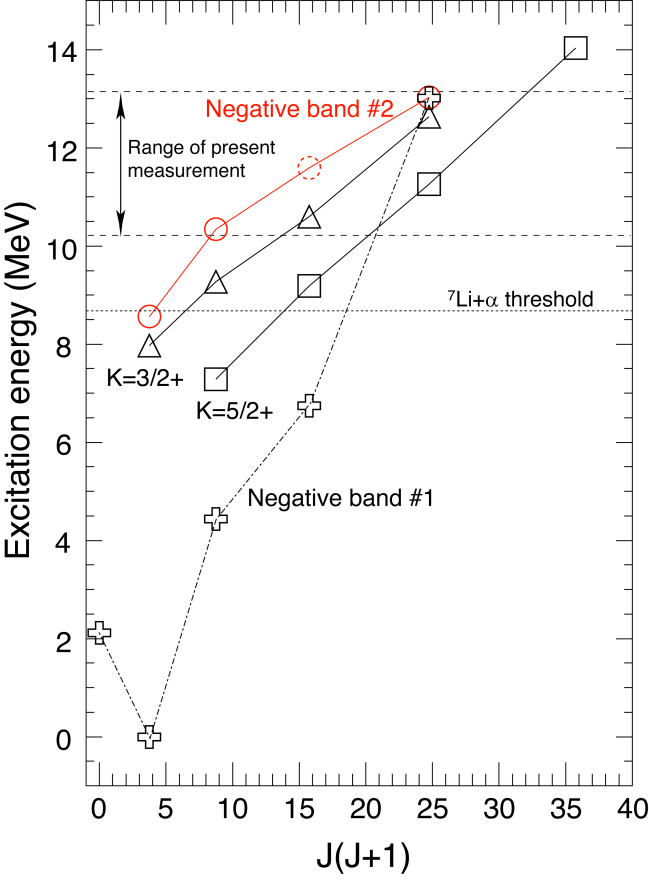 14
12
10
8
6
4
2
0
Excitation energy (MeV)
Negative band #2
Range of present
measurement
⁷Li+α threshold
K=3/2+
K=5/2+
Negative band #1
0 5 10 15 20 25 30 35 40
J(J+1)